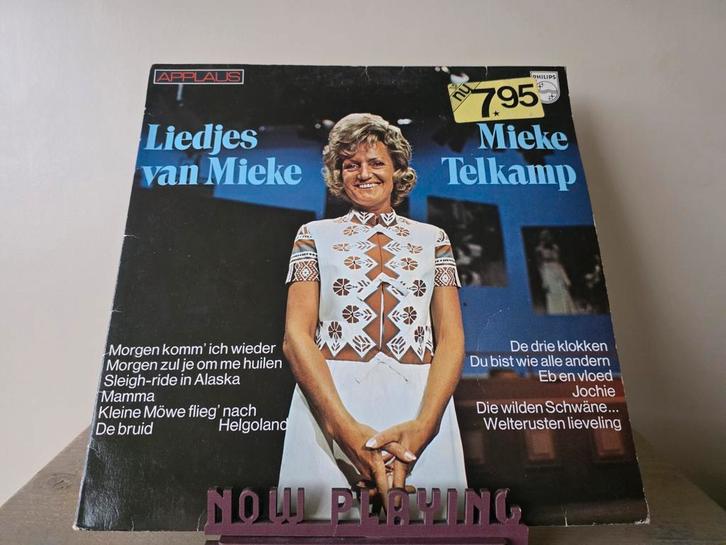 APPLAUS
nu 7.95
PHILIPS
Liedjes
van Mieke
Mieke
Telkamp
Morgen komm' ich wieder
Morgen zul je om me huilen
Sleigh-ride in Alaska
Mamma
Kleine Möwe flieg' nach
Helgoland
De bruid
De drie klokken
Du bist wie alle andern
Eb en vloed
Jochie
Die wilden Schwäne...
Welterusten lieveling
NOW PLAYING